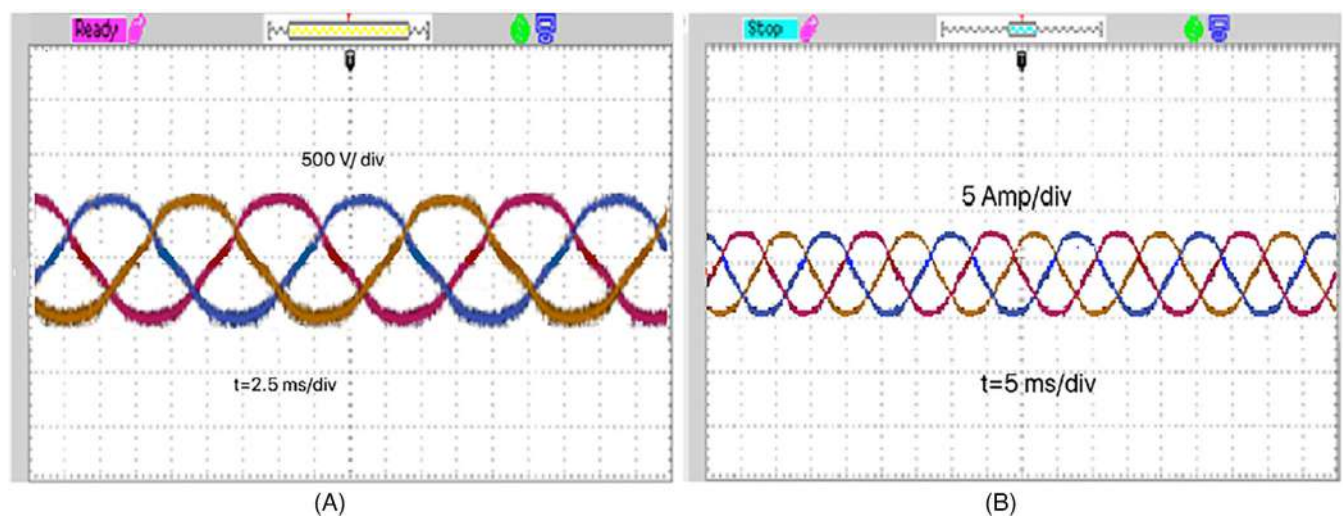 Ready
Stop
500 V/ div
5 Amp/div
t=2.5 ms/div
t=5 ms/div
(A)
(B)